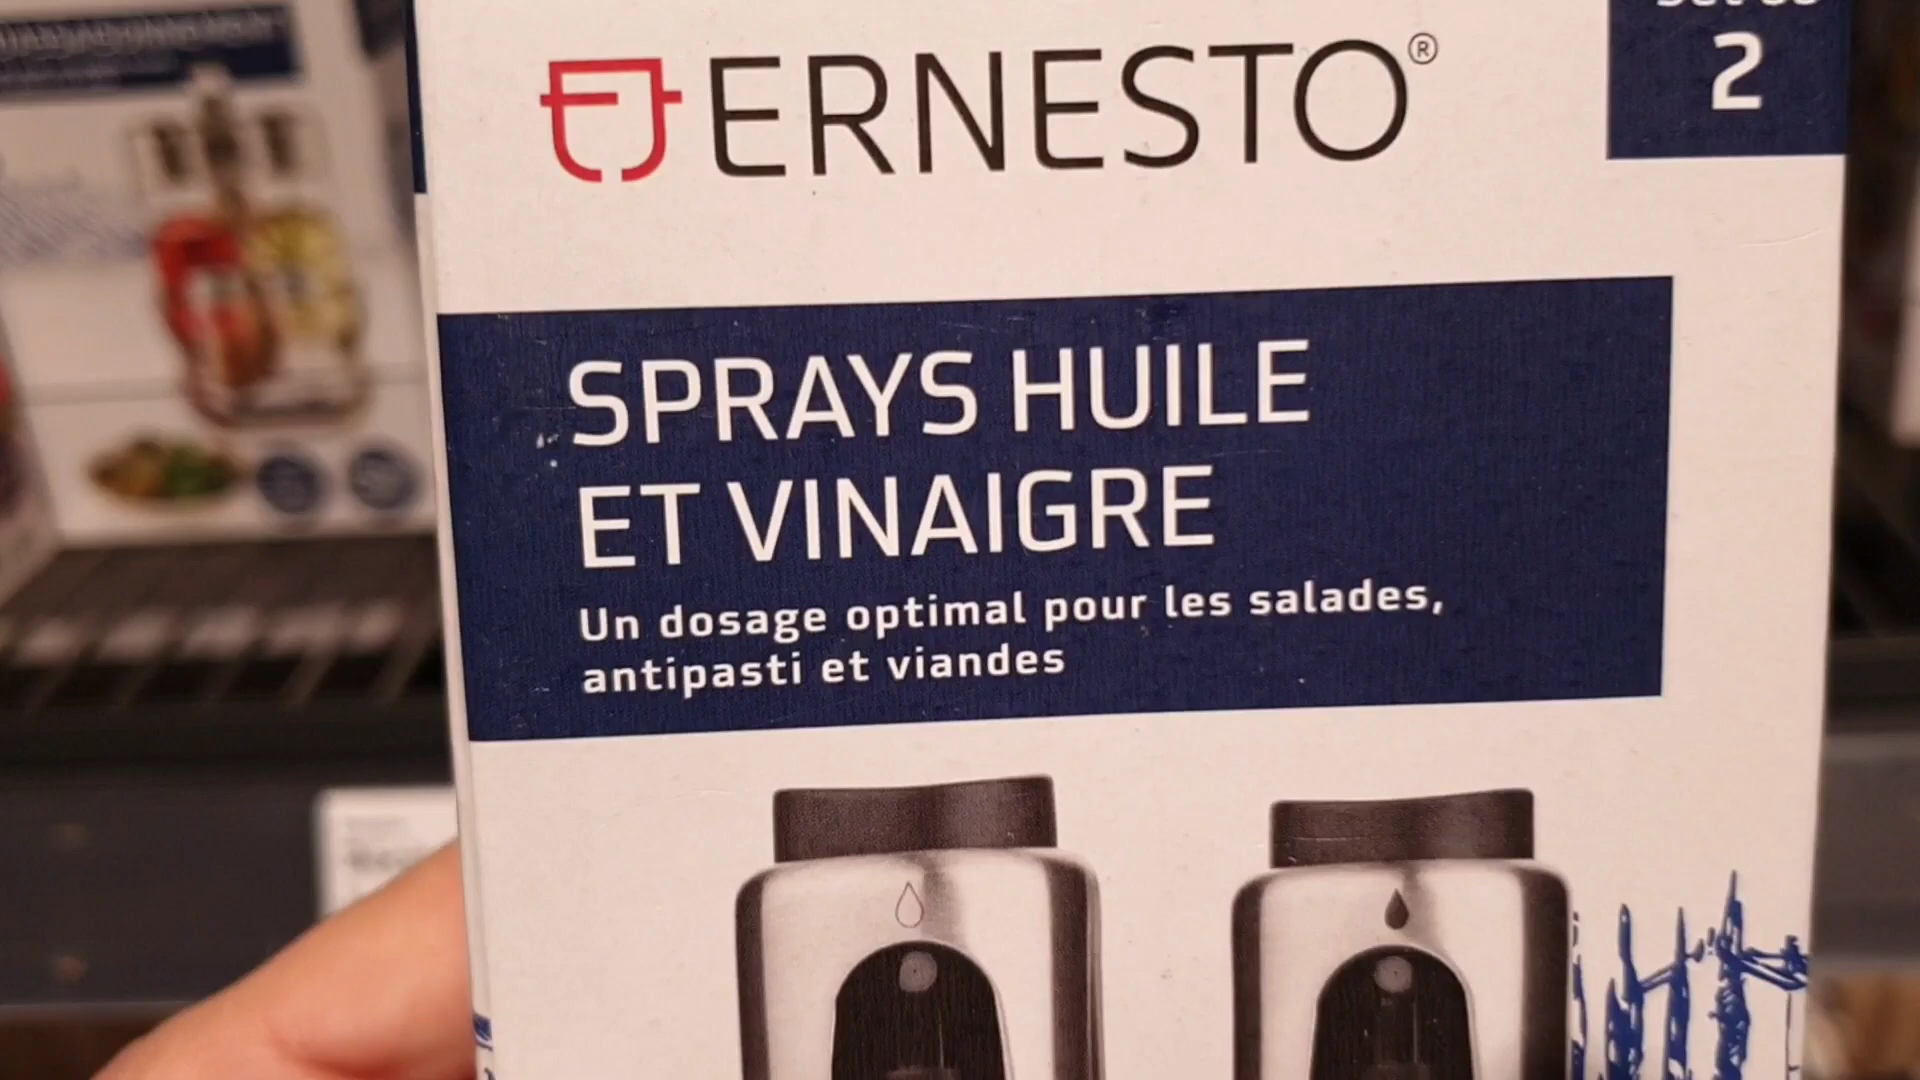 ERNESTO®
2
SPRAYS HUILE
ET VINAIGRE
Un dosage optimal pour les salades,
antipasti et viandes